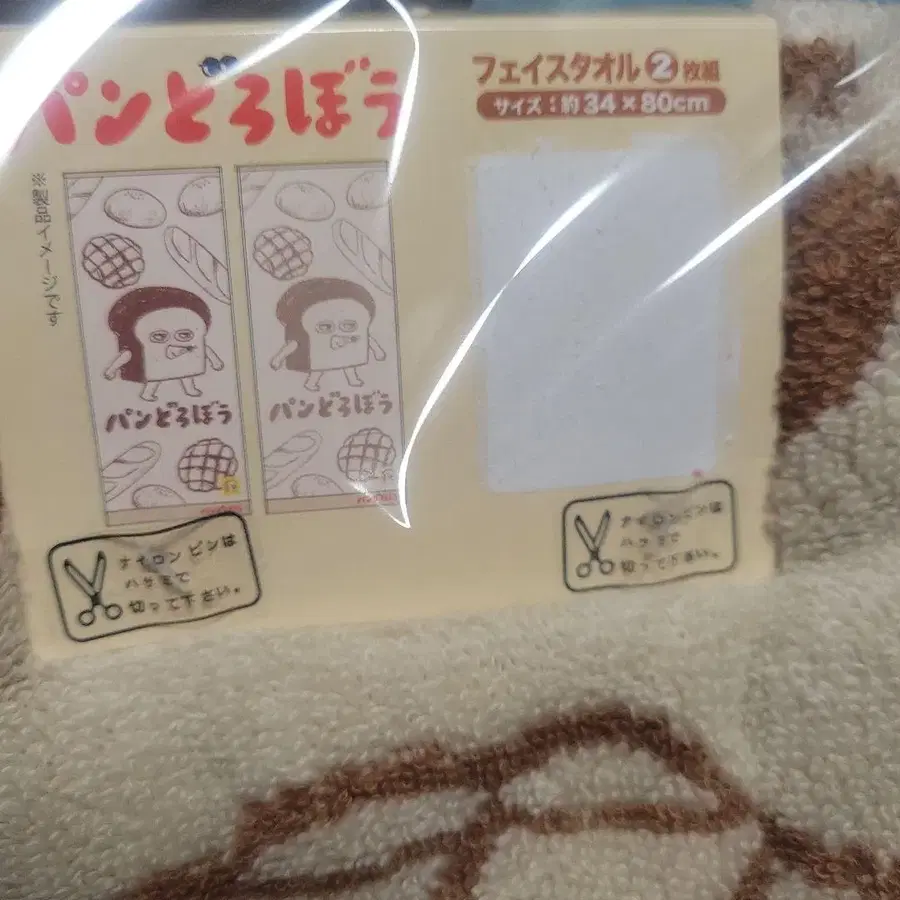 パンどろぼう
フェイスタオル2枚組
サイズ：約34×80cm
※製品イメージです
パンどろぼう
パンどろぼう
ナイロンピンは
ハサミで
切って下さい。
ナイロンピンは
ハサミで
切って下さい。